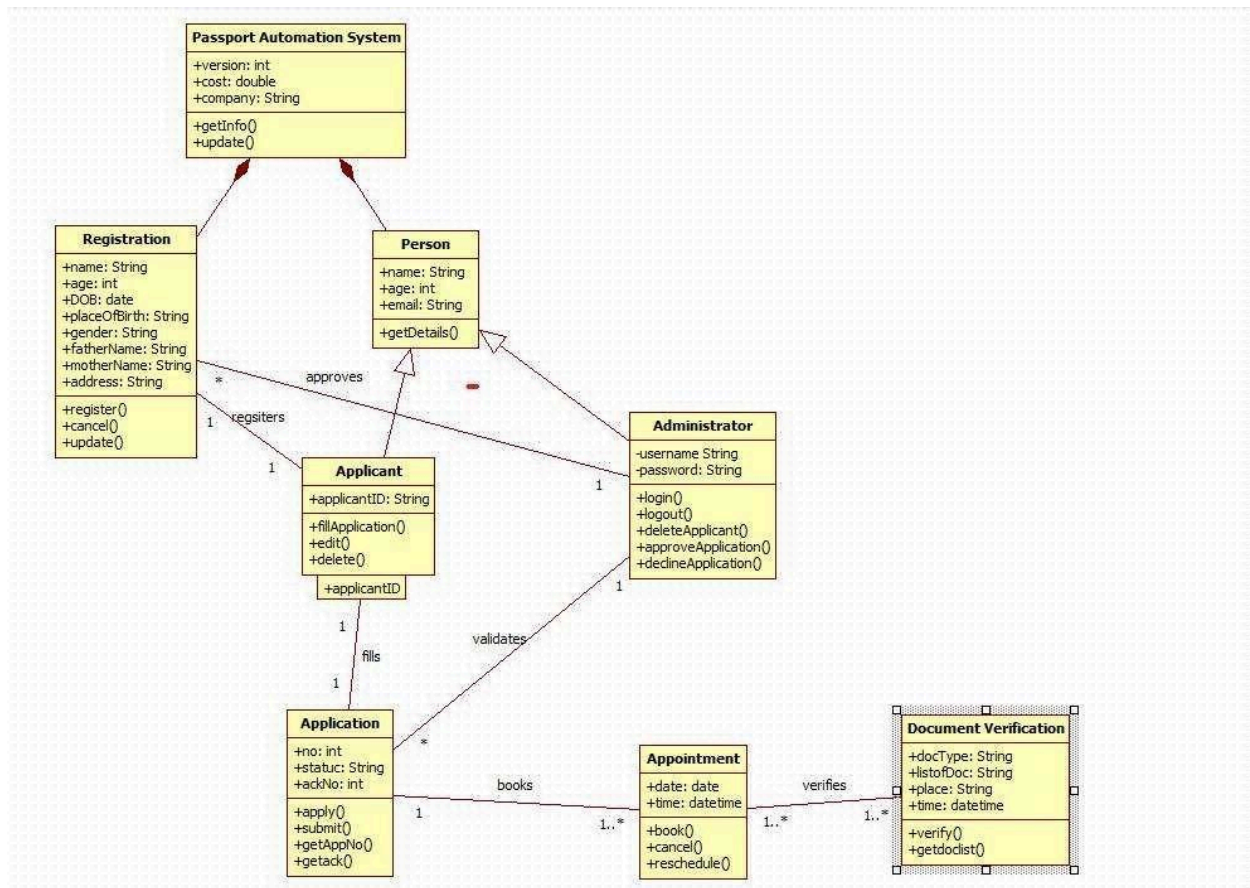 Passport Automation System
+version: int
+cost: double
+company: String
+getInfo()
+update()
Registration
+name: String
+age: int
+DOB: date
+placeOfBirth: String
+gender: String
+fatherName: String
+motherName: String
+address: String
+register()
+cancel()
+update()
Person
+name: String
+age: int
+email: String
+getDetails()
*
approves
1
1
regsiters
1
Applicant
+applicantID: String
+fillApplication()
+edit()
+delete()
+applicantID
Administrator
-username String
-password: String
+login()
+logout()
+deleteApplicant()
+approveApplication()
+declineApplication()
1
fills
1
1
validates
*
Application
+no: int
+statuc: String
+ackNo: int
+apply()
+submit()
+getAppNo()
+getack()
1
books
1..*
Appointment
+date: date
+time: datetime
+book()
+cancel()
+reschedule()
1..*
verifies
1..*
Document Verification
+docType: String
+listofDoc: String
+place: String
+time: datetime
+verify()
+getdoclist()